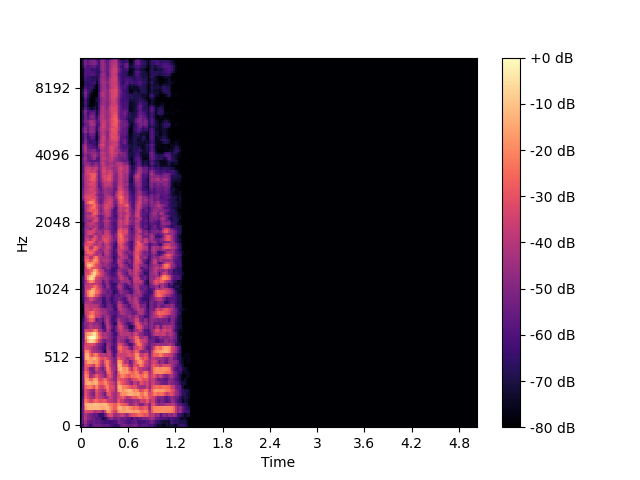 +0 dB
8192
-10 dB
4096
-20 dB
-30 dB
2048
Hz
-40 dB
1024
-50 dB
-60 dB
512
-70 dB
0
-80 dB
0 0.6 1.2 1.8 2.4 3 3.6 4.2 4.8
Time